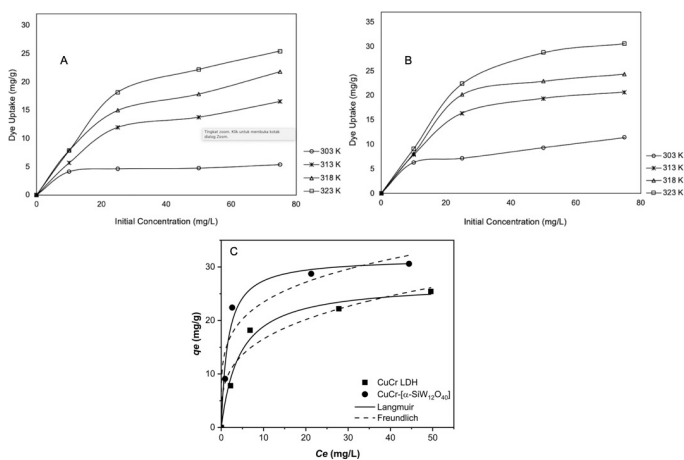 A
Dye Uptake (mg/g)
30
25
20
15
10
5
0
0 20 40 60 80
Initial Concentration (mg/L)
Tingkat zoom. Klik untuk membuka kotak
dialog Zoom.
303 K
313 K
318 K
323 K
B
Dye Uptake (mg/g)
35
30
25
20
15
10
5
0
0 20 40 60 80
Initial Concentration (mg/L)
303 K
313 K
318 K
323 K
C
qe (mg/g)
40
30
20
10
0
0 10 20 30 40 50
Ce (mg/L)
CuCr LDH
CuCr-[α-SiW₁₂O₄₀]
Langmuir
Freundlich